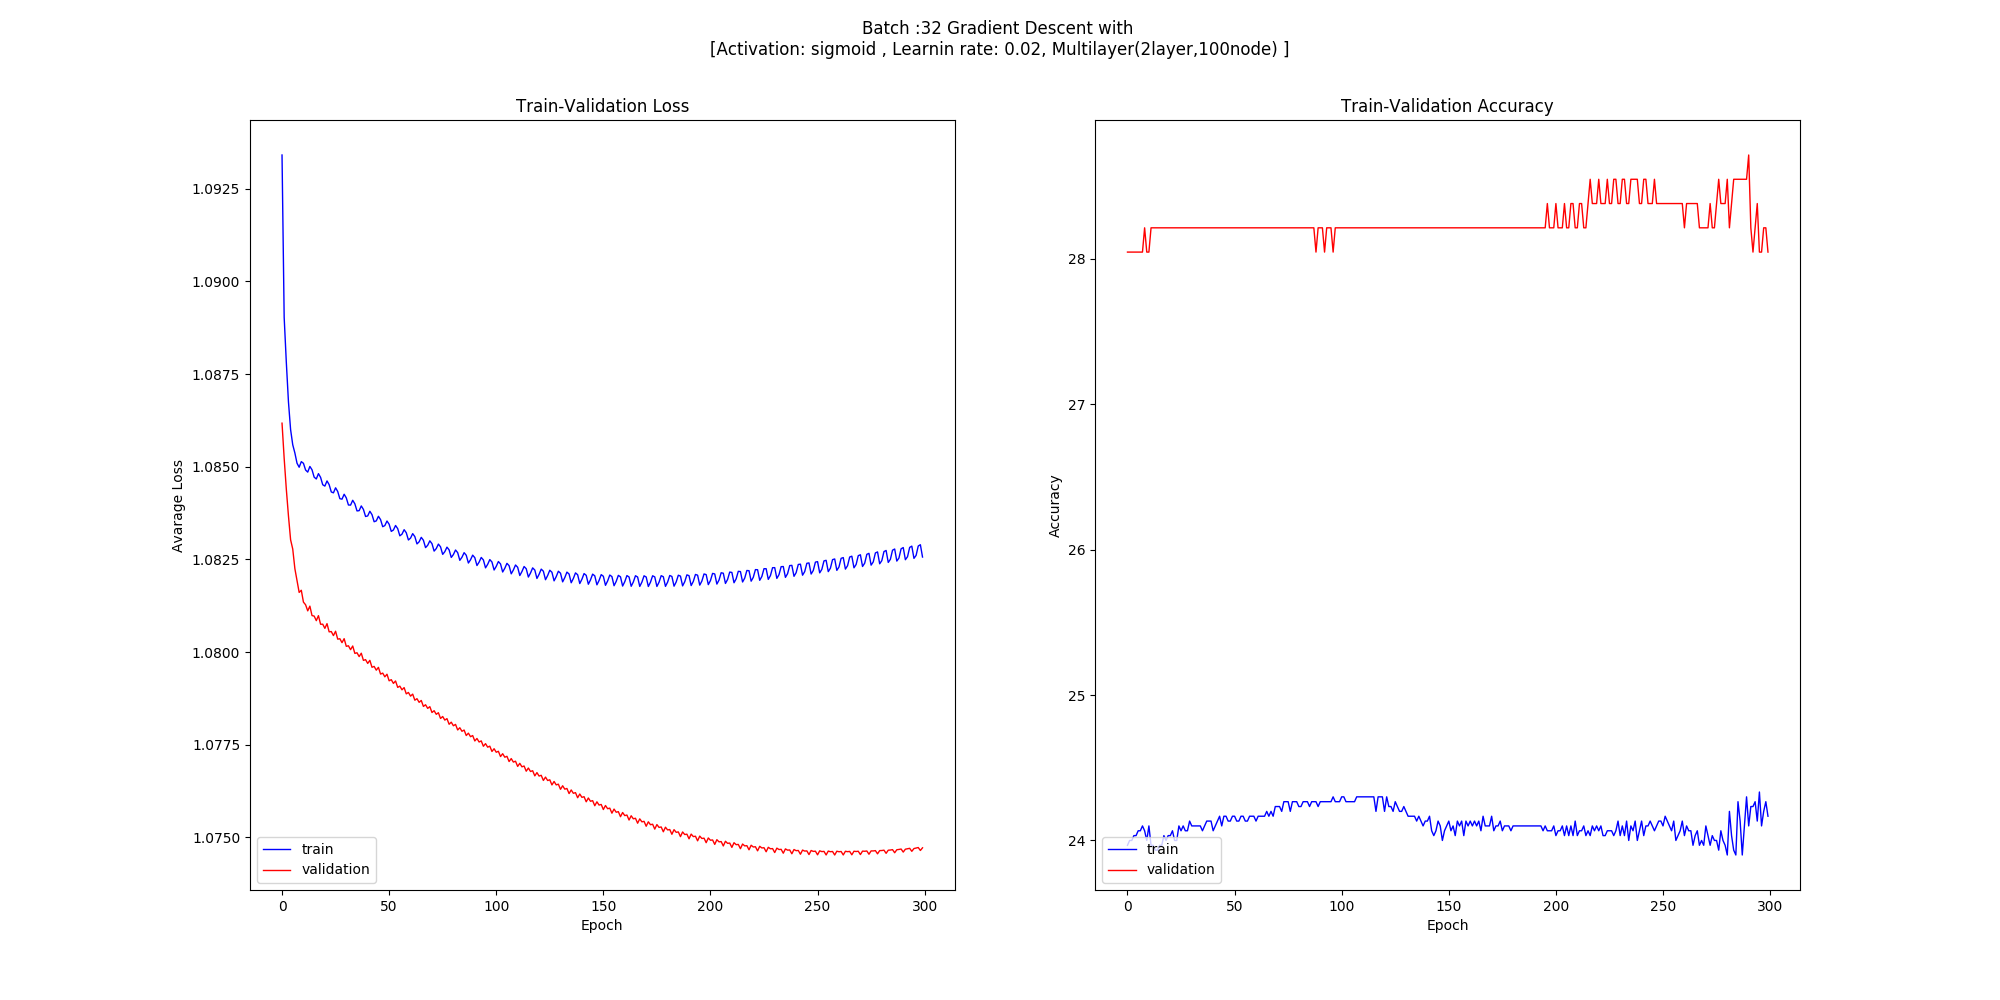 Batch :32 Gradient Descent with
[Activation: sigmoid , Learnin rate: 0.02, Multilayer(2layer,100node) ]
Train-Validation Loss
1.0925
1.0900
1.0875
1.0850
1.0825
1.0800
1.0775
1.0750
Avarage Loss
train
validation
0 50 100 150 200 250 300
Epoch
Train-Validation Accuracy
28
27
26
25
24
Accuracy
train
validation
0 50 100 150 200 250 300
Epoch